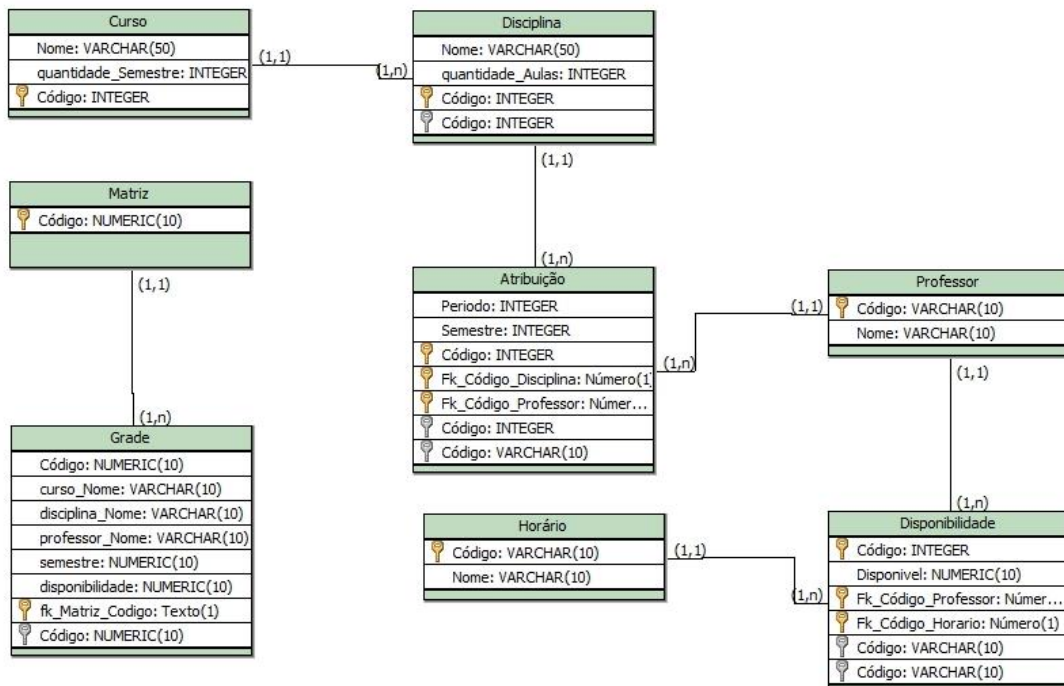 Curso
Nome: VARCHAR(50)
quantidade_Semestre: INTEGER
Código: INTEGER
(1,1)
(1,n)
Disciplina
Nome: VARCHAR(50)
quantidade_Aulas: INTEGER
Código: INTEGER
Código: INTEGER
(1,1)
(1,n)
Matriz
Código: NUMERIC(10)
(1,1)
(1,n)
Atribuição
Periodo: INTEGER
Semestre: INTEGER
Código: INTEGER
Fk_Código_Disciplina: Número(1)
Fk_Código_Professor: Númer...
Código: INTEGER
Código: VARCHAR(10)
(1,n)
(1,1)
Professor
Código: VARCHAR(10)
Nome: VARCHAR(10)
(1,1)
(1,n)
Grade
Código: NUMERIC(10)
curso_Nome: VARCHAR(10)
disciplina_Nome: VARCHAR(10)
professor_Nome: VARCHAR(10)
semestre: NUMERIC(10)
disponibilidade: NUMERIC(10)
fk_Matriz_Codigo: Texto(1)
Código: NUMERIC(10)
Horário
Código: VARCHAR(10)
Nome: VARCHAR(10)
(1,1)
(1,n)
Disponibilidade
Código: INTEGER
Disponivel: NUMERIC(10)
Fk_Código_Professor: Númer...
Fk_Código_Horario: Número(1)
Código: VARCHAR(10)
Código: VARCHAR(10)